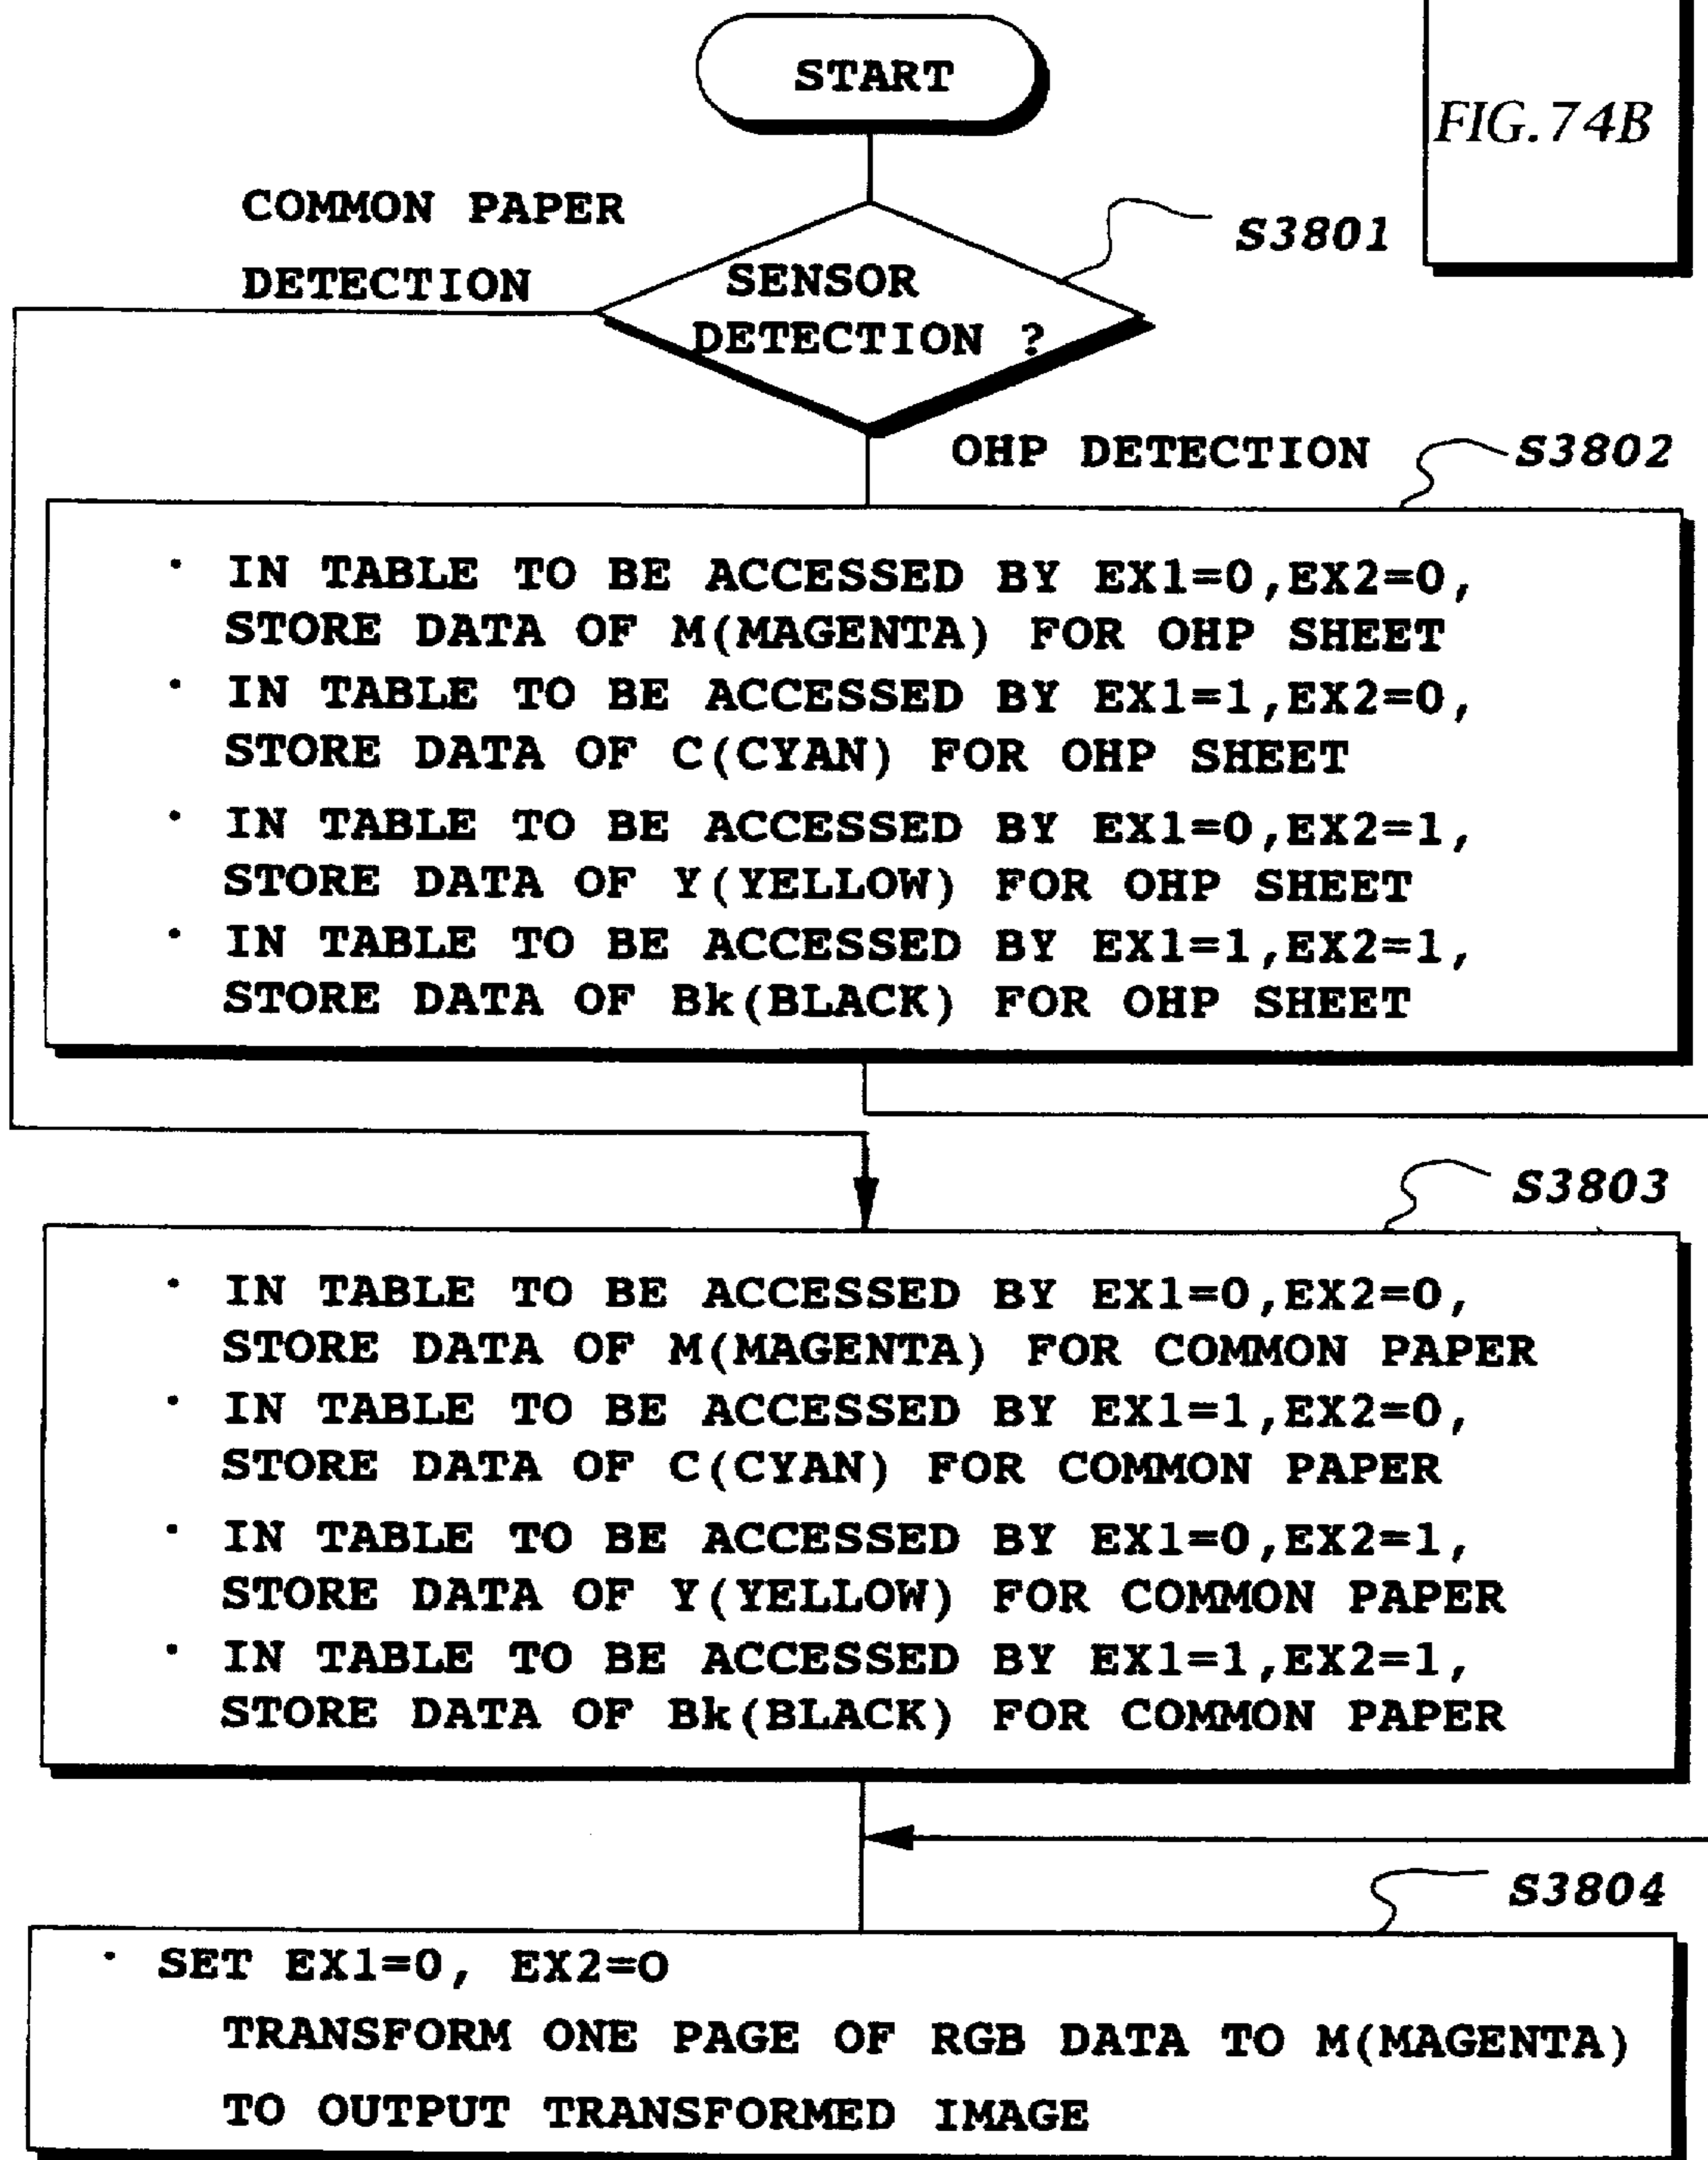 START
FIG.74B
COMMON PAPER
DETECTION
S3801
SENSOR
DETECTION ?
OHP DETECTION
S3802
· IN TABLE TO BE ACCESSED BY EX1=0,EX2=0,
STORE DATA OF M(MAGENTA) FOR OHP SHEET
· IN TABLE TO BE ACCESSED BY EX1=1,EX2=0,
STORE DATA OF C(CYAN) FOR OHP SHEET
· IN TABLE TO BE ACCESSED BY EX1=0,EX2=1,
STORE DATA OF Y(YELLOW) FOR OHP SHEET
· IN TABLE TO BE ACCESSED BY EX1=1,EX2=1,
STORE DATA OF Bk(BLACK) FOR OHP SHEET
S3803
· IN TABLE TO BE ACCESSED BY EX1=0,EX2=0,
STORE DATA OF M(MAGENTA) FOR COMMON PAPER
· IN TABLE TO BE ACCESSED BY EX1=1,EX2=0,
STORE DATA OF C(CYAN) FOR COMMON PAPER
· IN TABLE TO BE ACCESSED BY EX1=0,EX2=1,
STORE DATA OF Y(YELLOW) FOR COMMON PAPER
· IN TABLE TO BE ACCESSED BY EX1=1,EX2=1,
STORE DATA OF Bk(BLACK) FOR COMMON PAPER
S3804
· SET EX1=0, EX2=O
TRANSFORM ONE PAGE OF RGB DATA TO M(MAGENTA)
TO OUTPUT TRANSFORMED IMAGE